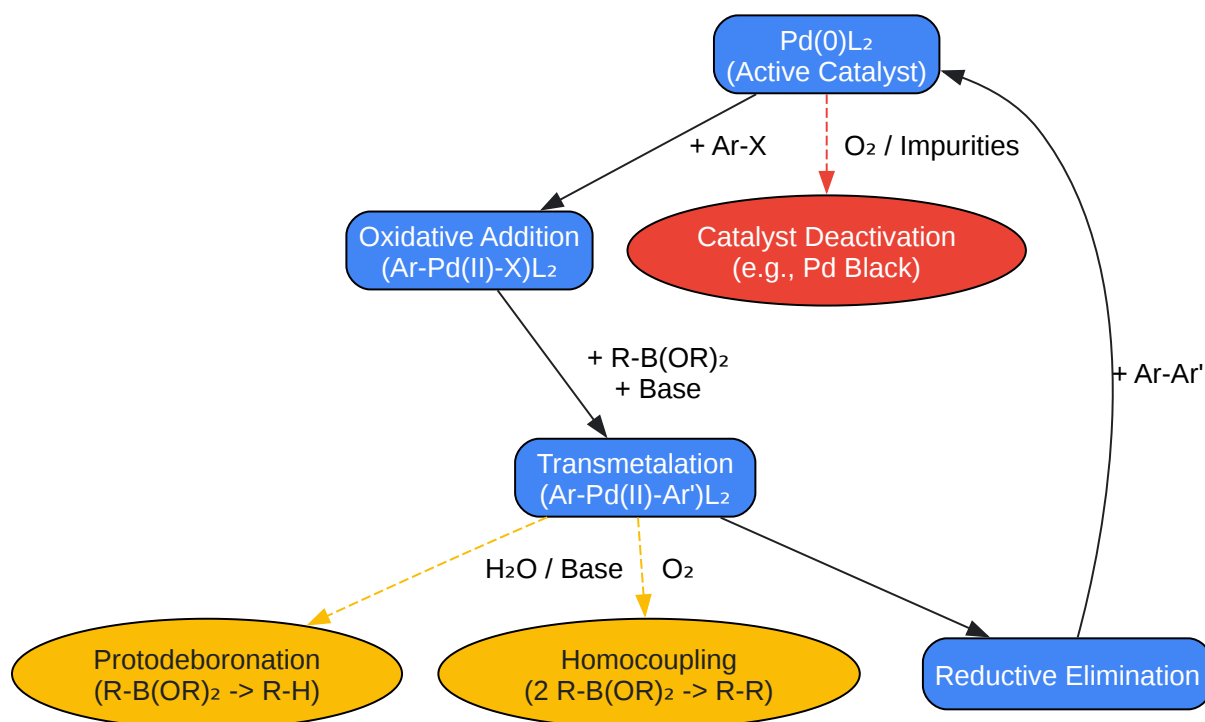 Pd(0)L₂
(Active Catalyst)
+ Ar-X
O₂ / Impurities
Oxidative Addition
(Ar-Pd(II)-X)L₂
Catalyst Deactivation
(e.g., Pd Black)
+ R-B(OR)₂
+ Base
+ Ar-Ar'
Transmetalation
(Ar-Pd(II)-Ar')L₂
H₂O / Base
O₂
Protodeboronation
(R-B(OR)₂ -> R-H)
Homocoupling
(2 R-B(OR)₂ -> R-R)
Reductive Elimination